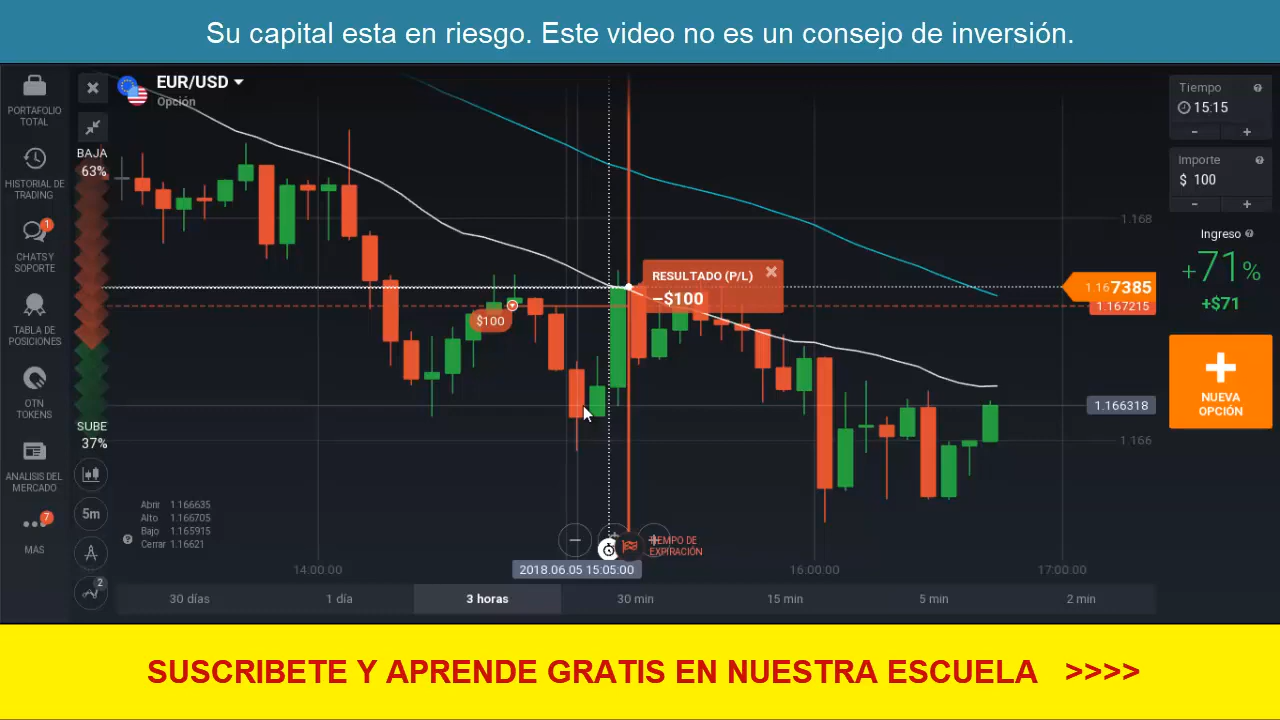 Su capital esta en riesgo. Este video no es un consejo de inversión.
PORTAFOLIO
TOTAL
HISTORIAL DE
TRADING
1
CHATS Y
SOPORTE
TABLA DE
POSICIONES
OTN
TOKENS
ANÁLISIS DEL
MERCADO
7
MÁS
EUR/USD
Opción
BAJA
63%
SUBE
37%
5m
2
$100
RESULTADO (P/L)
–$100
1.168
1.167385
1.167215
1.166318
1.166
Abrir 1.166635
Alto 1.166705
Bajo 1.165915
Cerrar 1.16621
TIEMPO DE
EXPIRACIÓN
14:00:00
2018.06.05 15:05:00
16:00:00
17:00:00
30 días
1 día
3 horas
30 min
15 min
5 min
2 min
Tiempo
15:15
- +
Importe
$ 100
- +
Ingreso
+71%
+$71
NUEVA
OPCIÓN
SUSCRIBETE Y APRENDE GRATIS EN NUESTRA ESCUELA >>>>